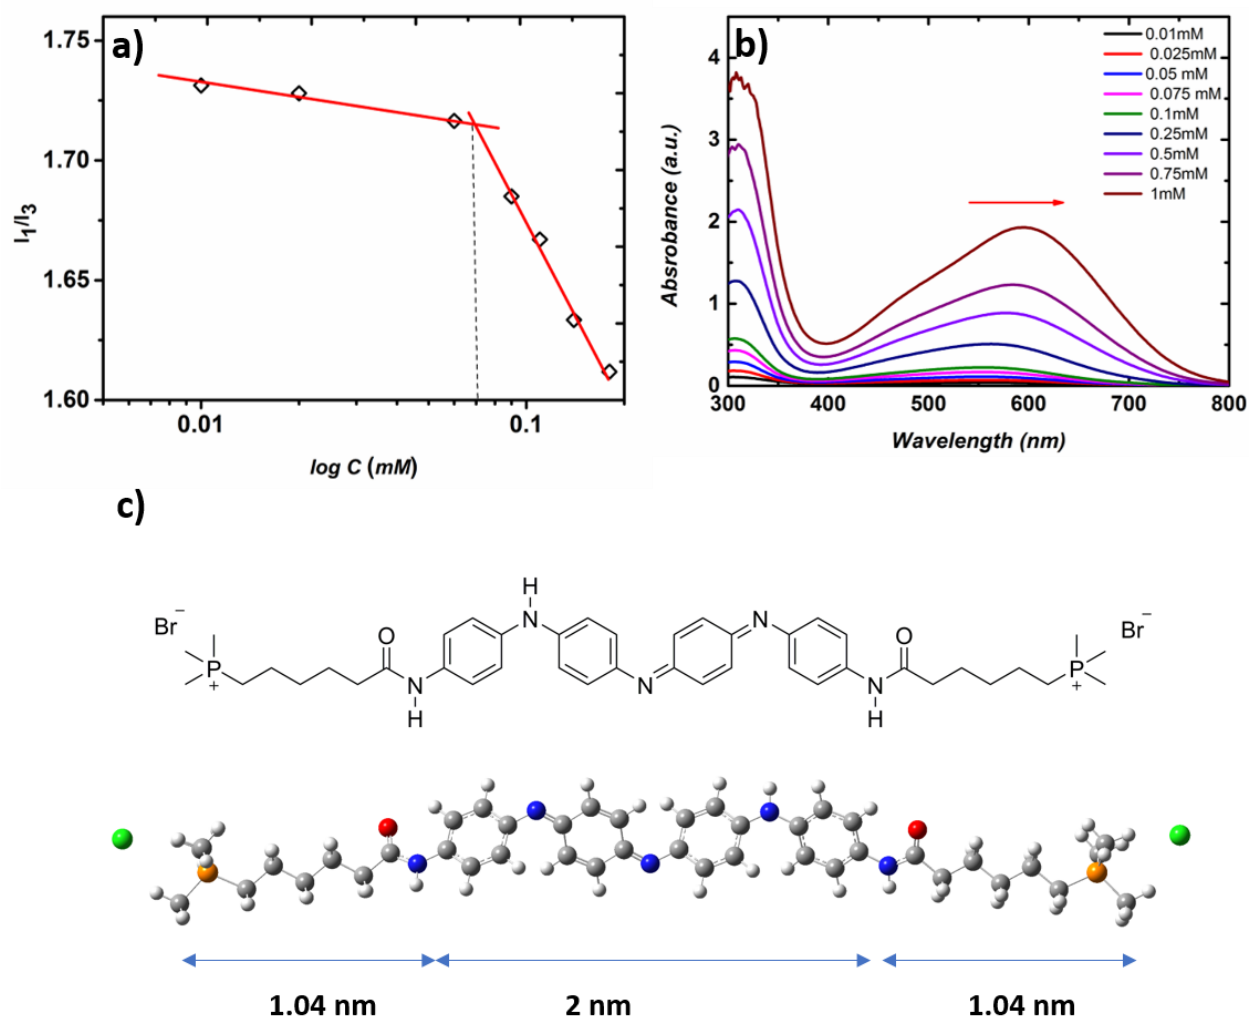 a)
1.75
1.70
1.65
1.60
I1/I3
0.01
0.1
log C (mM)
b)
4
3
2
1
0
Absrobance (a.u.)
300
400
500
600
700
800
Wavelength (nm)
0.01mM
0.025mM
0.05 mM
0.075 mM
0.1mM
0.25mM
0.5mM
0.75mM
1mM
c)
Br−
P+
O
N
H
H
N
N
N
O
N
H
P+
Br−
1.04 nm
2 nm
1.04 nm